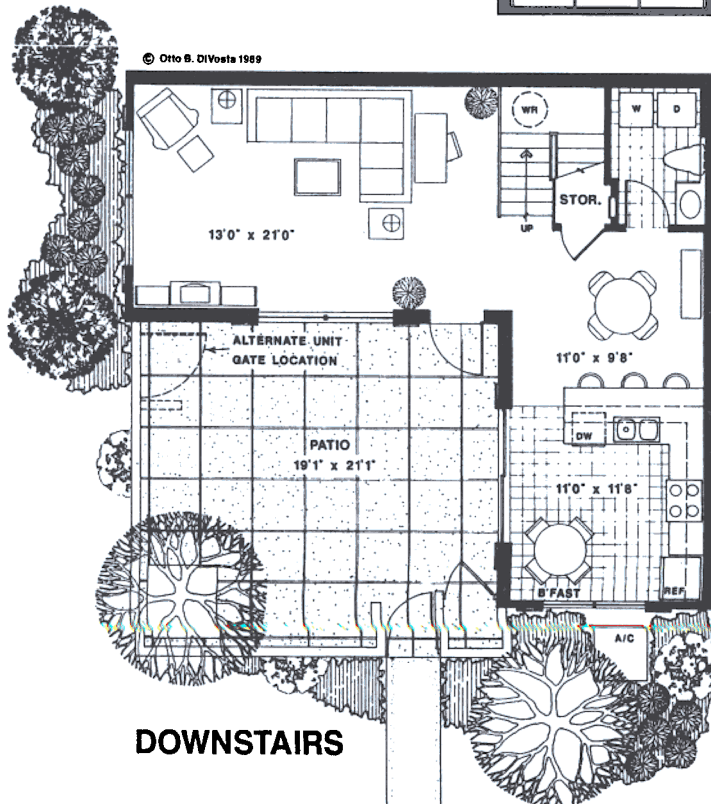 © Otto B. DiVosta 1989
WH
W D
STOR.
UP
13'0" x 21'0"
ALTERNATE UNIT
GATE LOCATION
11'0" x 9'8"
PATIO
19'1" x 21'1"
DW
11'0" x 11'8"
B'FAST
REF
A/C
DOWNSTAIRS